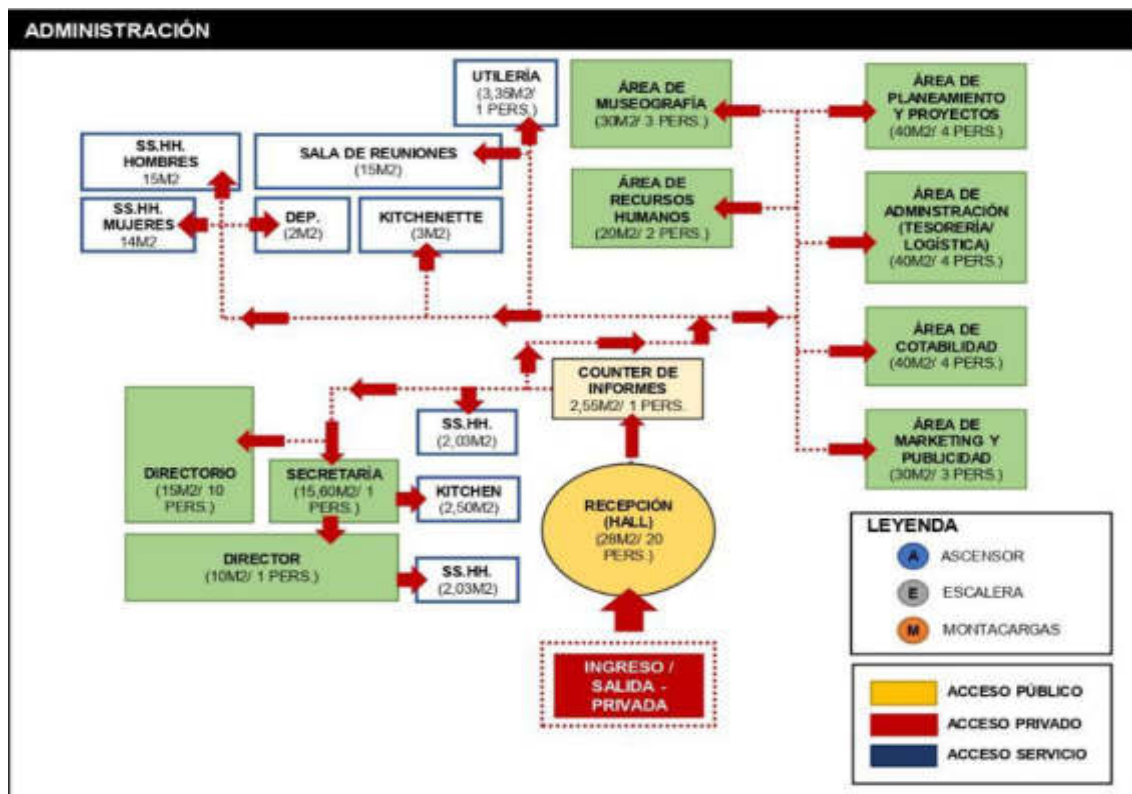 ADMINISTRACIÓN
UTILERÍA
(3,35M2/
1 PERS.)
ÁREA DE
MUSEOGRAFÍA
(30M2/ 3 PERS.)
ÁREA DE
PLANEAMIENTO
Y PROYECTOS
(40M2/ 4 PERS.)
SS.HH.
HOMBRES
15M2
SALA DE REUNIONES
(15M2)
SS.HH.
MUJERES
14M2
DEP.
(2M2)
KITCHENETTE
(3M2)
ÁREA DE
RECURSOS
HUMANOS
(20M2/ 2 PERS.)
ÁREA DE
ADMINSTRACIÓN
(TESORERÍA/
LOGÍSTICA)
(40M2/ 4 PERS.)
ÁREA DE
COTABILIDAD
(40M2/ 4 PERS.)
COUNTER DE
INFORMES
2,55M2/ 1 PERS.
SS.HH.
(2,03M2)
ÁREA DE
MARKETING Y
PUBLICIDAD
(30M2/ 3 PERS.)
DIRECTORIO
(15M2/ 10
PERS.)
SECRETARÍA
(15,60M2/ 1
PERS.)
KITCHEN
(2,50M2)
RECEPCIÓN
(HALL)
(28M2/ 20
PERS.)
DIRECTOR
(10M2/ 1 PERS.)
SS.HH.
(2,03M2)
INGRESO /
SALIDA -
PRIVADA
LEYENDA
A ASCENSOR
E ESCALERA
M MONTACARGAS
ACCESO PÚBLICO
ACCESO PRIVADO
ACCESO SERVICIO